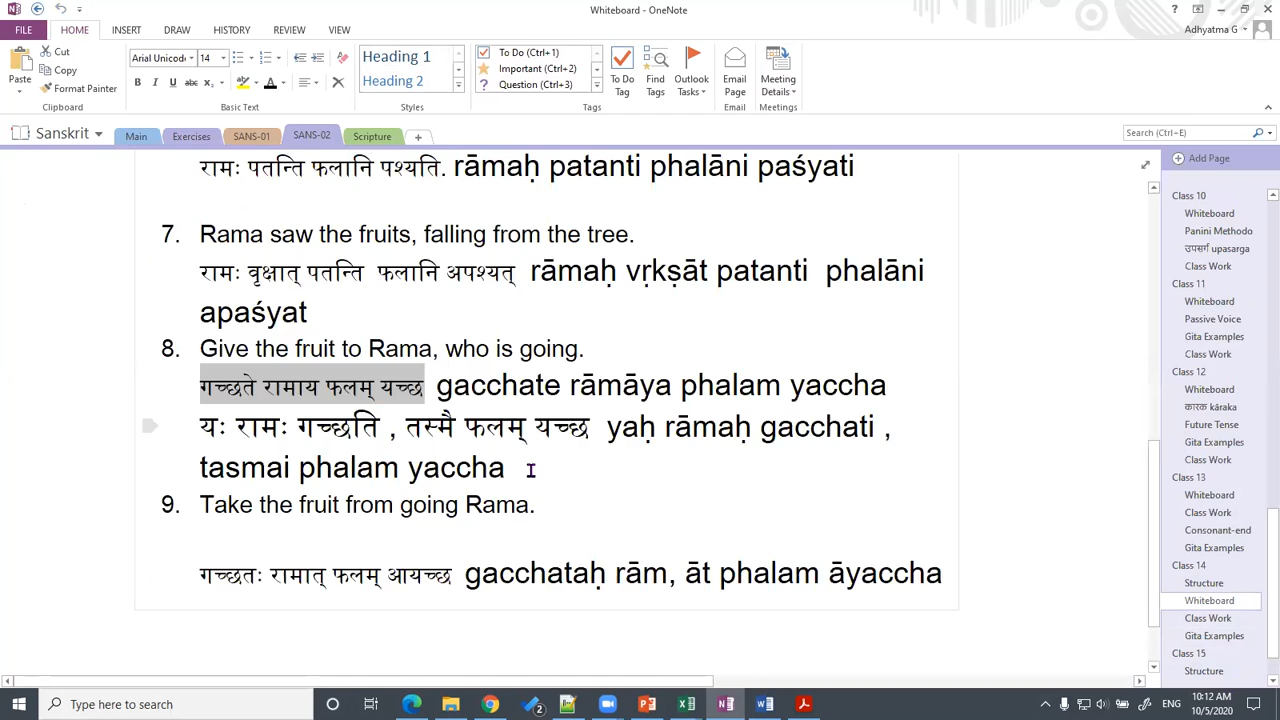 Whiteboard - OneNote
FILE HOME INSERT DRAW HISTORY REVIEW VIEW
Adhyatma G
Paste
Cut
Copy
Format Painter
Clipboard
Arial Unicode 14
B I U abc
Basic Text
Heading 1
Heading 2
Styles
To Do (Ctrl+1)
Important (Ctrl+2)
Question (Ctrl+3)
To Do Tag
Find Tags
Outlook Tasks
Tags
Email Page
Email
Meeting Details
Meetings
Sanskrit Main Exercises SANS-01 SANS-02 Scripture
Search (Ctrl+E)
रामः पतन्ति फलानि पश्यति. rāmaḥ patanti phalāni paśyati
7. Rama saw the fruits, falling from the tree.
रामः वृक्षात् पतन्ति फलानि अपश्यत् rāmaḥ vṛkṣāt patanti phalāni
apaśyat
8. Give the fruit to Rama, who is going.
गच्छते रामाय फलम् यच्छ gacchate rāmāya phalam yaccha
यः रामः गच्छति , तस्मै फलम् यच्छ yaḥ rāmaḥ gacchati ,
tasmai phalam yaccha
9. Take the fruit from going Rama.
गच्छतः रामात् फलम् आयच्छ gacchataḥ rām, āt phalam āyaccha
Add Page
Class 10
Whiteboard
Panini Methodo
उपसर्ग upasarga
Class Work
Class 11
Whiteboard
Passive Voice
Gita Examples
Class 12
Whiteboard
कारक kāraka
Future Tense
Gita Examples
Class Work
Class 13
Whiteboard
Class Work
Consonant-end
Gita Examples
Class 14
Structure
Whiteboard
Class Work
Gita Examples
Class 15
Structure
Type here to search
2
ENG
10:12 AM
10/5/2020